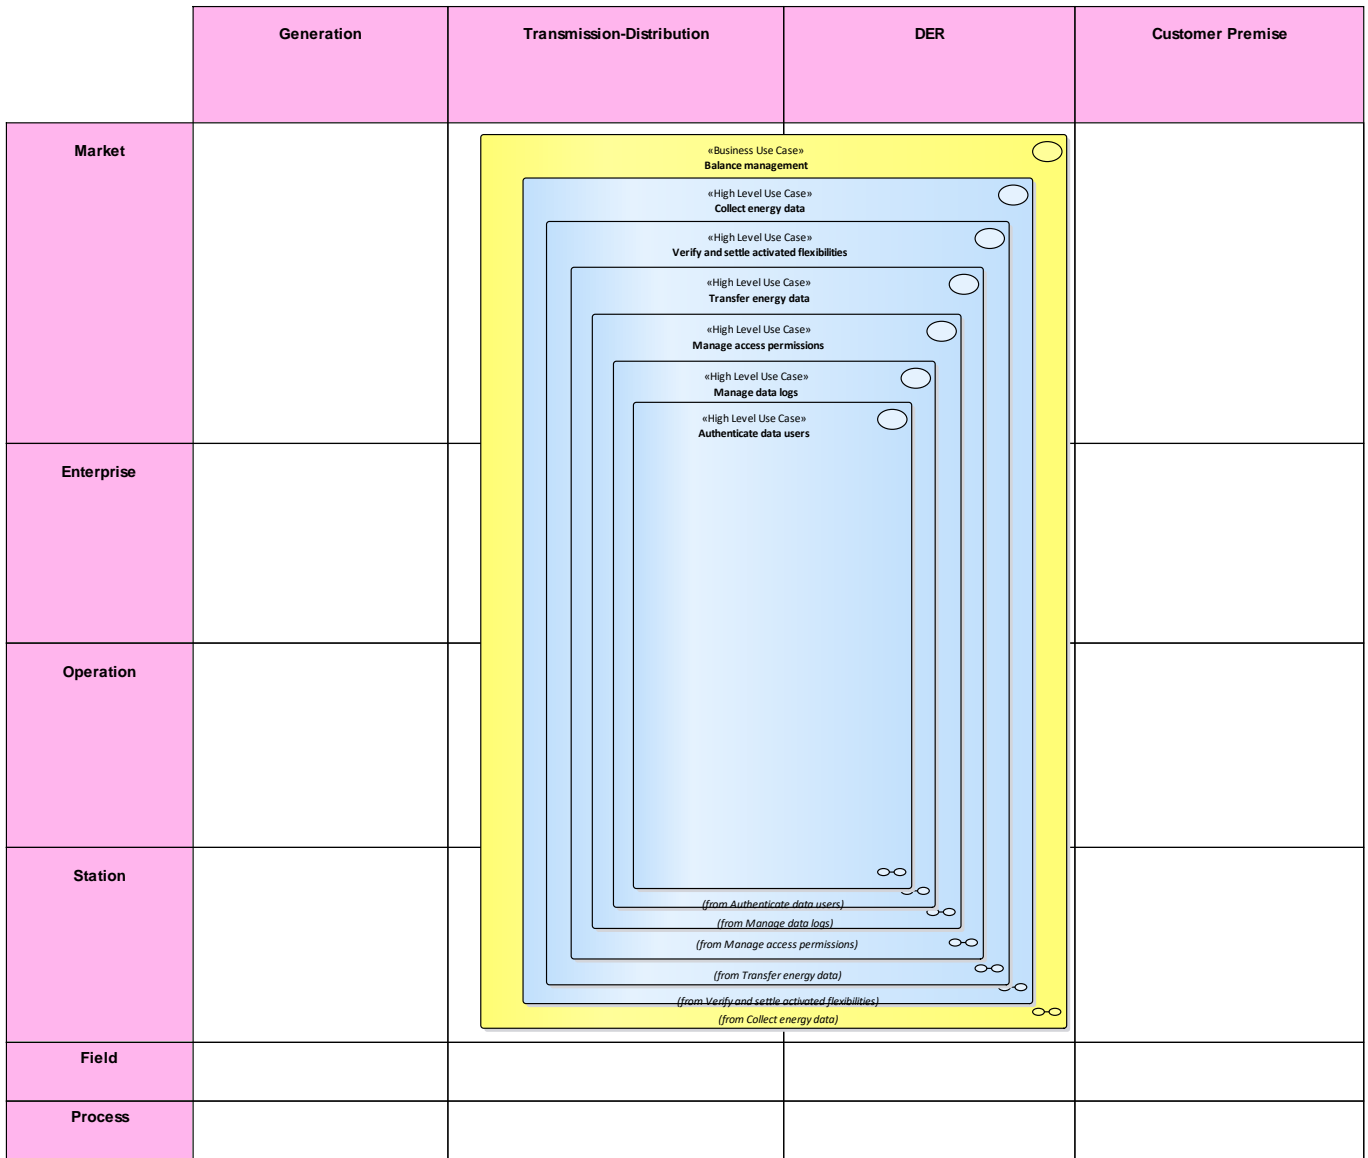 Generation
Transmission-Distribution
DER
Customer Premise
Market
«Business Use Case»
Balance management
«High Level Use Case»
Collect energy data
«High Level Use Case»
Verify and settle activated flexibilities
«High Level Use Case»
Transfer energy data
«High Level Use Case»
Manage access permissions
«High Level Use Case»
Manage data logs
«High Level Use Case»
Authenticate data users
Enterprise
Operation
Station
(from Authenticate data users)
(from Manage data logs)
(from Manage access permissions)
(from Transfer energy data)
(from Verify and settle activated flexibilities)
(from Collect energy data)
Field
Process